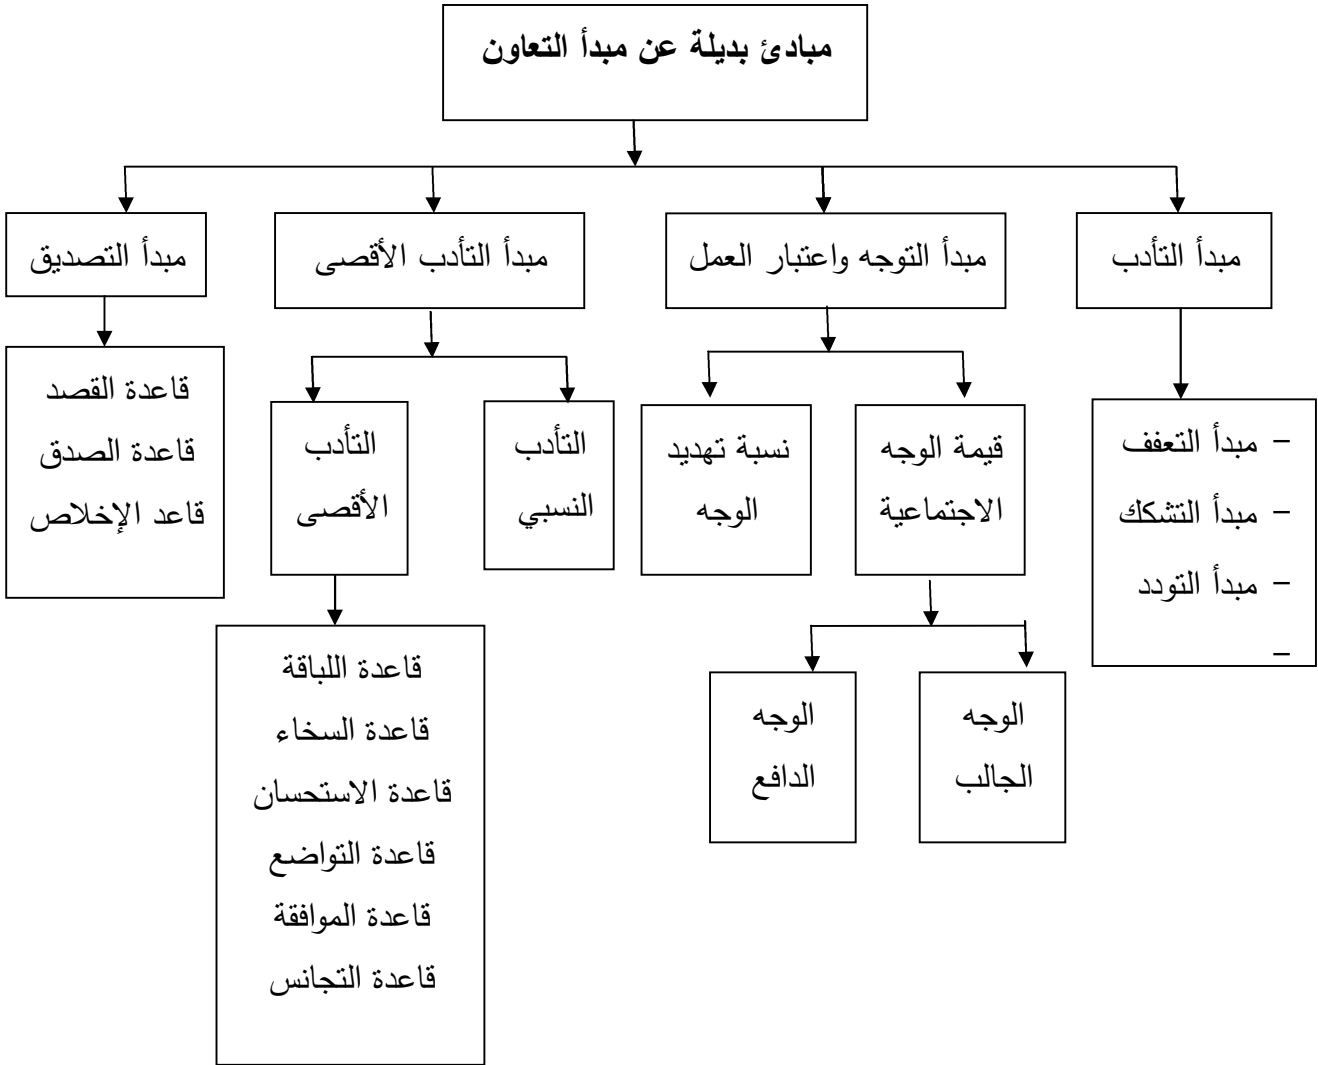 مبادئ بديلة عن مبدأ التعاون
مبدأ التأدب
مبدأ التوجه واعتبار العمل
مبدأ التأدب الأقصى
مبدأ التصديق
– مبدأ التعفف
– مبدأ التشكك
– مبدأ التودد
–
قيمة الوجه
الاجتماعية
نسبة تهديد
الوجه
التأدب
النسبي
التأدب
الأقصى
قاعدة القصد
قاعدة الصدق
قاعد الإخلاص
الوجه
الجالب
الوجه
الدافع
قاعدة اللباقة
قاعدة السخاء
قاعدة الاستحسان
قاعدة التواضع
قاعدة الموافقة
قاعدة التجانس